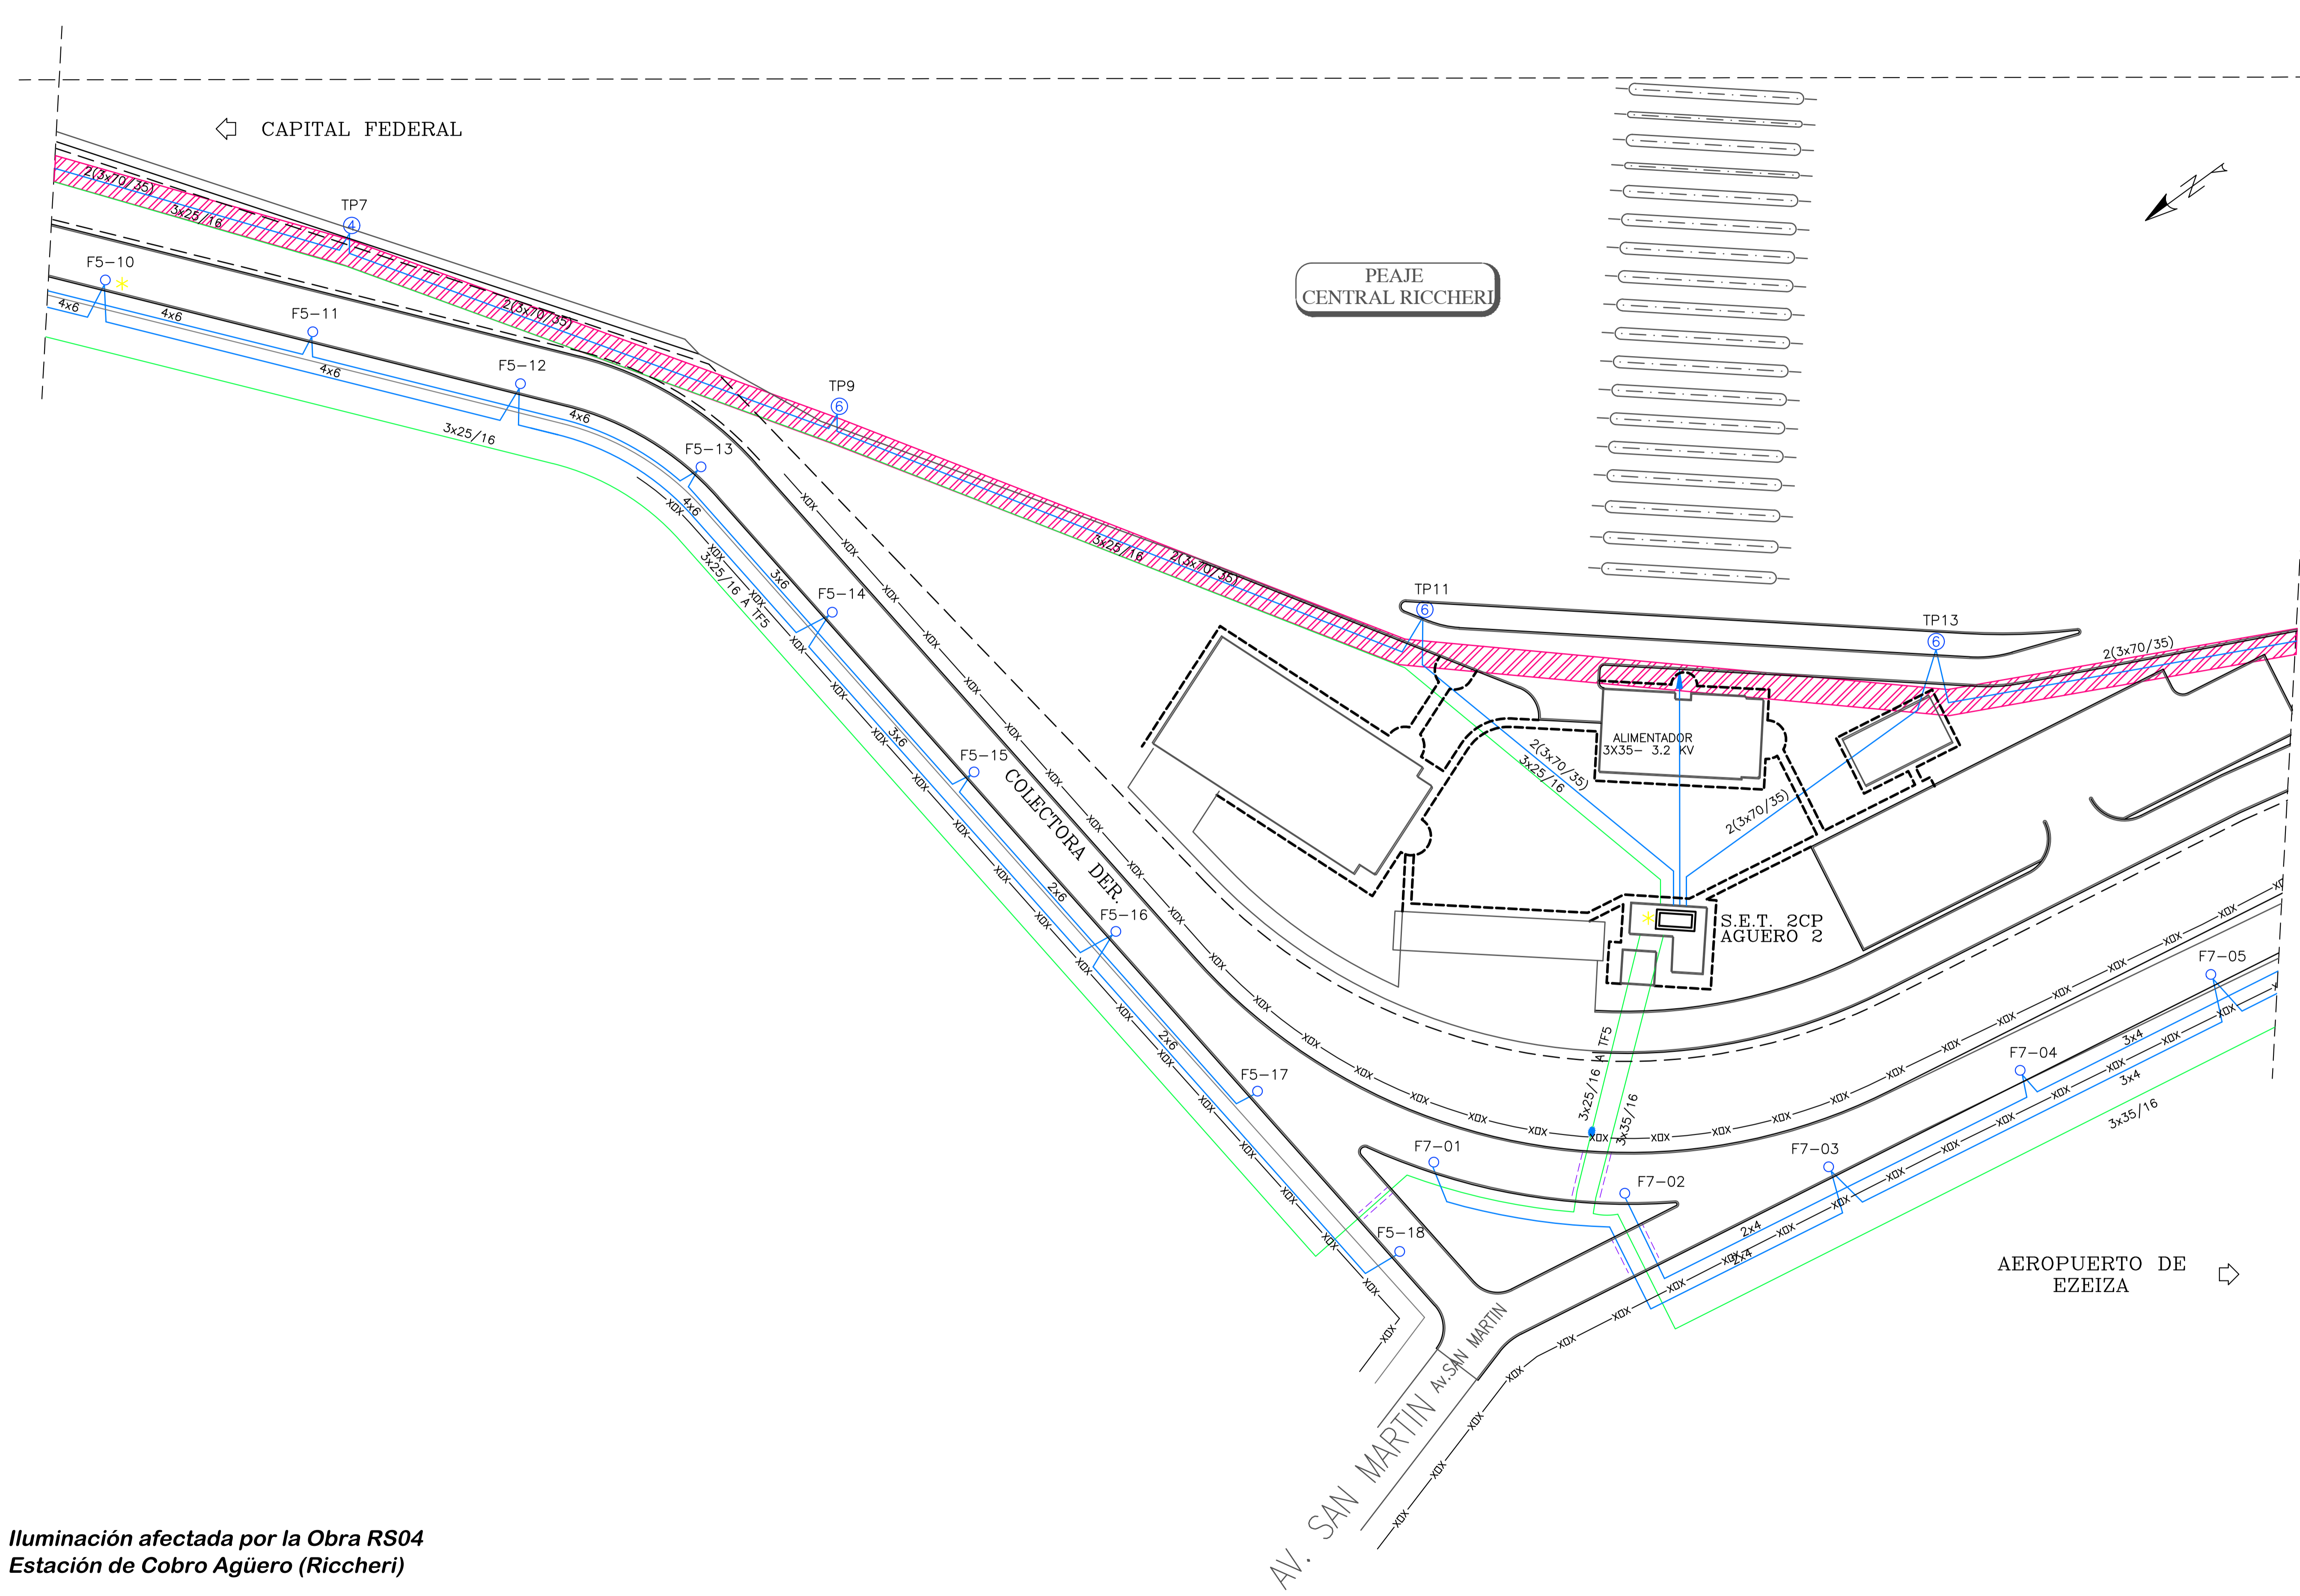 CAPITAL FEDERAL
2(3x70/35)
3x25/16
TP7
4
F5-10
4x6
4x6
F5-11
4x6
F5-12
4x6
3x25/16
2(3x70/35)
TP9
6
F5-13
4x6
XOX
3x25/16 A TF5
3x6
F5-14
3x6
F5-15
COLECTORA DER.
2x6
F5-16
2x6
F5-17
F5-18
PEAJE
CENTRAL RICCHERI
N
3x25/16
2(3x70/35)
TP11
6
TP13
6
2(3x70/35)
ALIMENTADOR
3X35- 3.2 KV
2(3x70/35)
3x25/16
2(3x70/35)
S.E.T. 2CP
AGUERO 2
3x25/16 A TF5
3x35/16
F7-01
F7-02
F7-03
F7-04
F7-05
2x4
2x4
3x4
3x4
3x35/16
AEROPUERTO DE
EZEIZA
Av.SAN MARTIN
AV. SAN MARTIN
Iluminación afectada por la Obra RS04
Estación de Cobro Agüero (Riccheri)